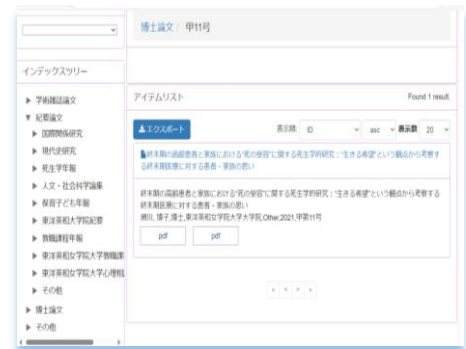 博士論文 / 甲11号
インデックスツリー
▶ 学術雑誌論文
▼ 紀要論文
▶ 国際関係研究
▶ 現代史研究
▶ 死生学年報
▶ 人文・社会科学論集
▶ 保育子ども年報
▶ 東洋英和大学院紀要
▶ 教職課程年報
▶ 東洋英和女学院大学教職課
▶ 東洋英和女学院大学心理相
▶ その他
▶ 博士論文
▶ その他
アイテムリスト
Found 1 result.
エクスポート
表示順: ID asc 表示数 20
終末期の高齢患者と家族における"死の受容"に関する死生学的研究 : "生きる希望"という観点から考察する終末期医療に対する患者・家族の思い
終末期の高齢患者と家族における"死の受容"に関する死生学的研究 : "生きる希望"という観点から考察する
終末期医療に対する患者・家族の思い
博子,博士,東洋英和女学院大学大学院,Other,2021,甲第11号
pdf pdf
« < > »